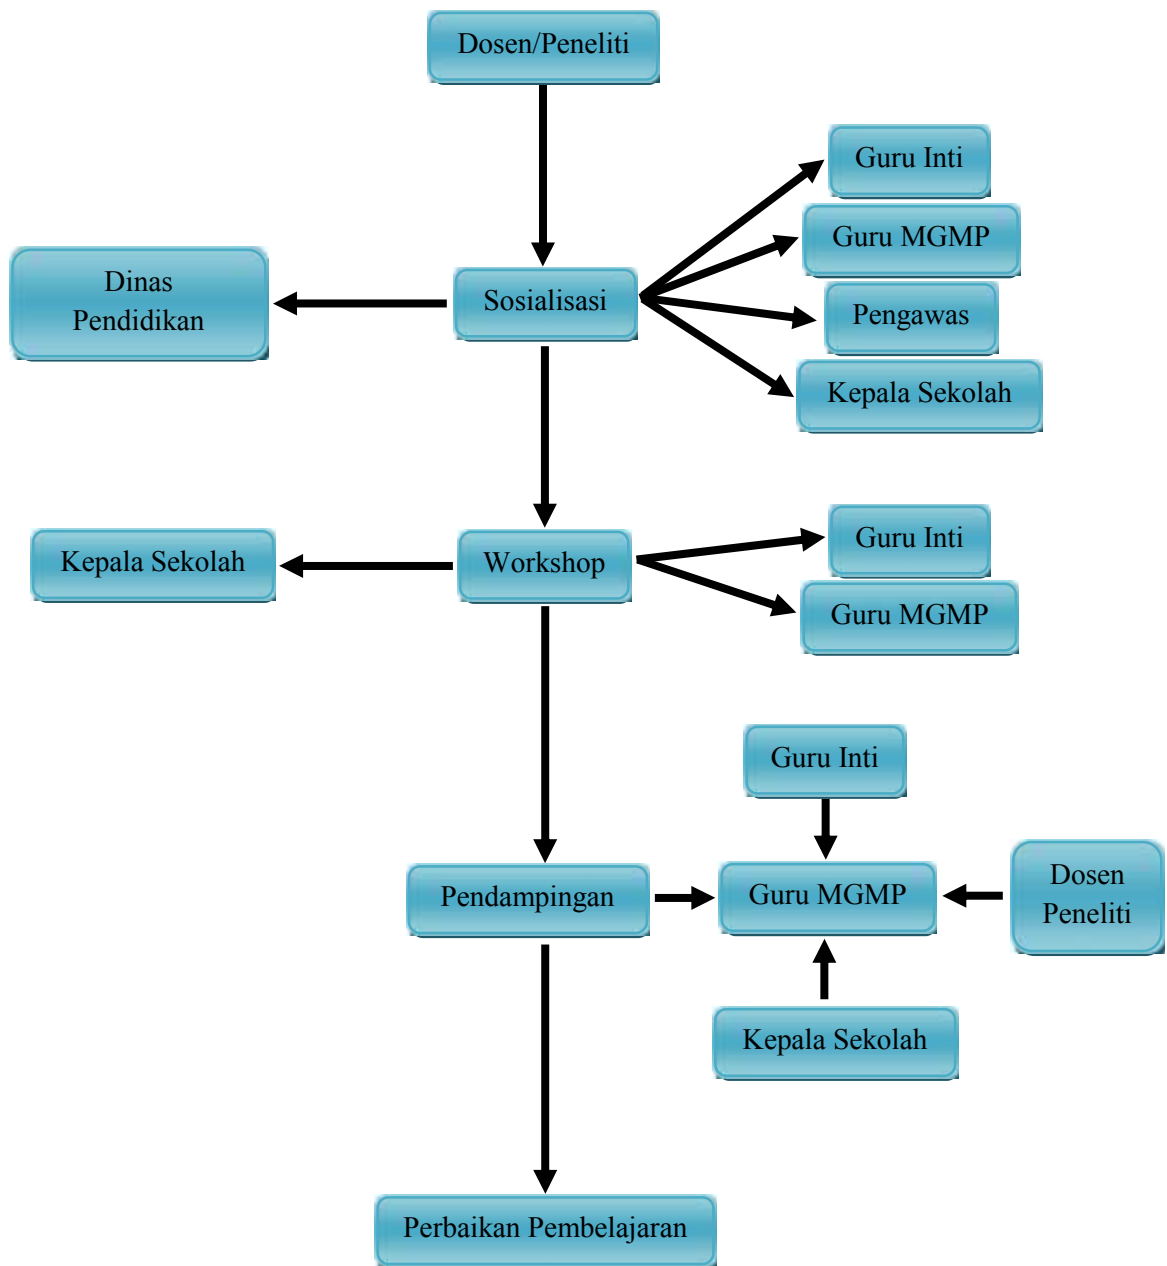 Dosen/Peneliti
Guru Inti
Guru MGMP
Dinas
Pendidikan
Sosialisasi
Pengawas
Kepala Sekolah
Kepala Sekolah
Workshop
Guru Inti
Guru MGMP
Guru Inti
Pendampingan
Guru MGMP
Dosen
Peneliti
Kepala Sekolah
Perbaikan Pembelajaran